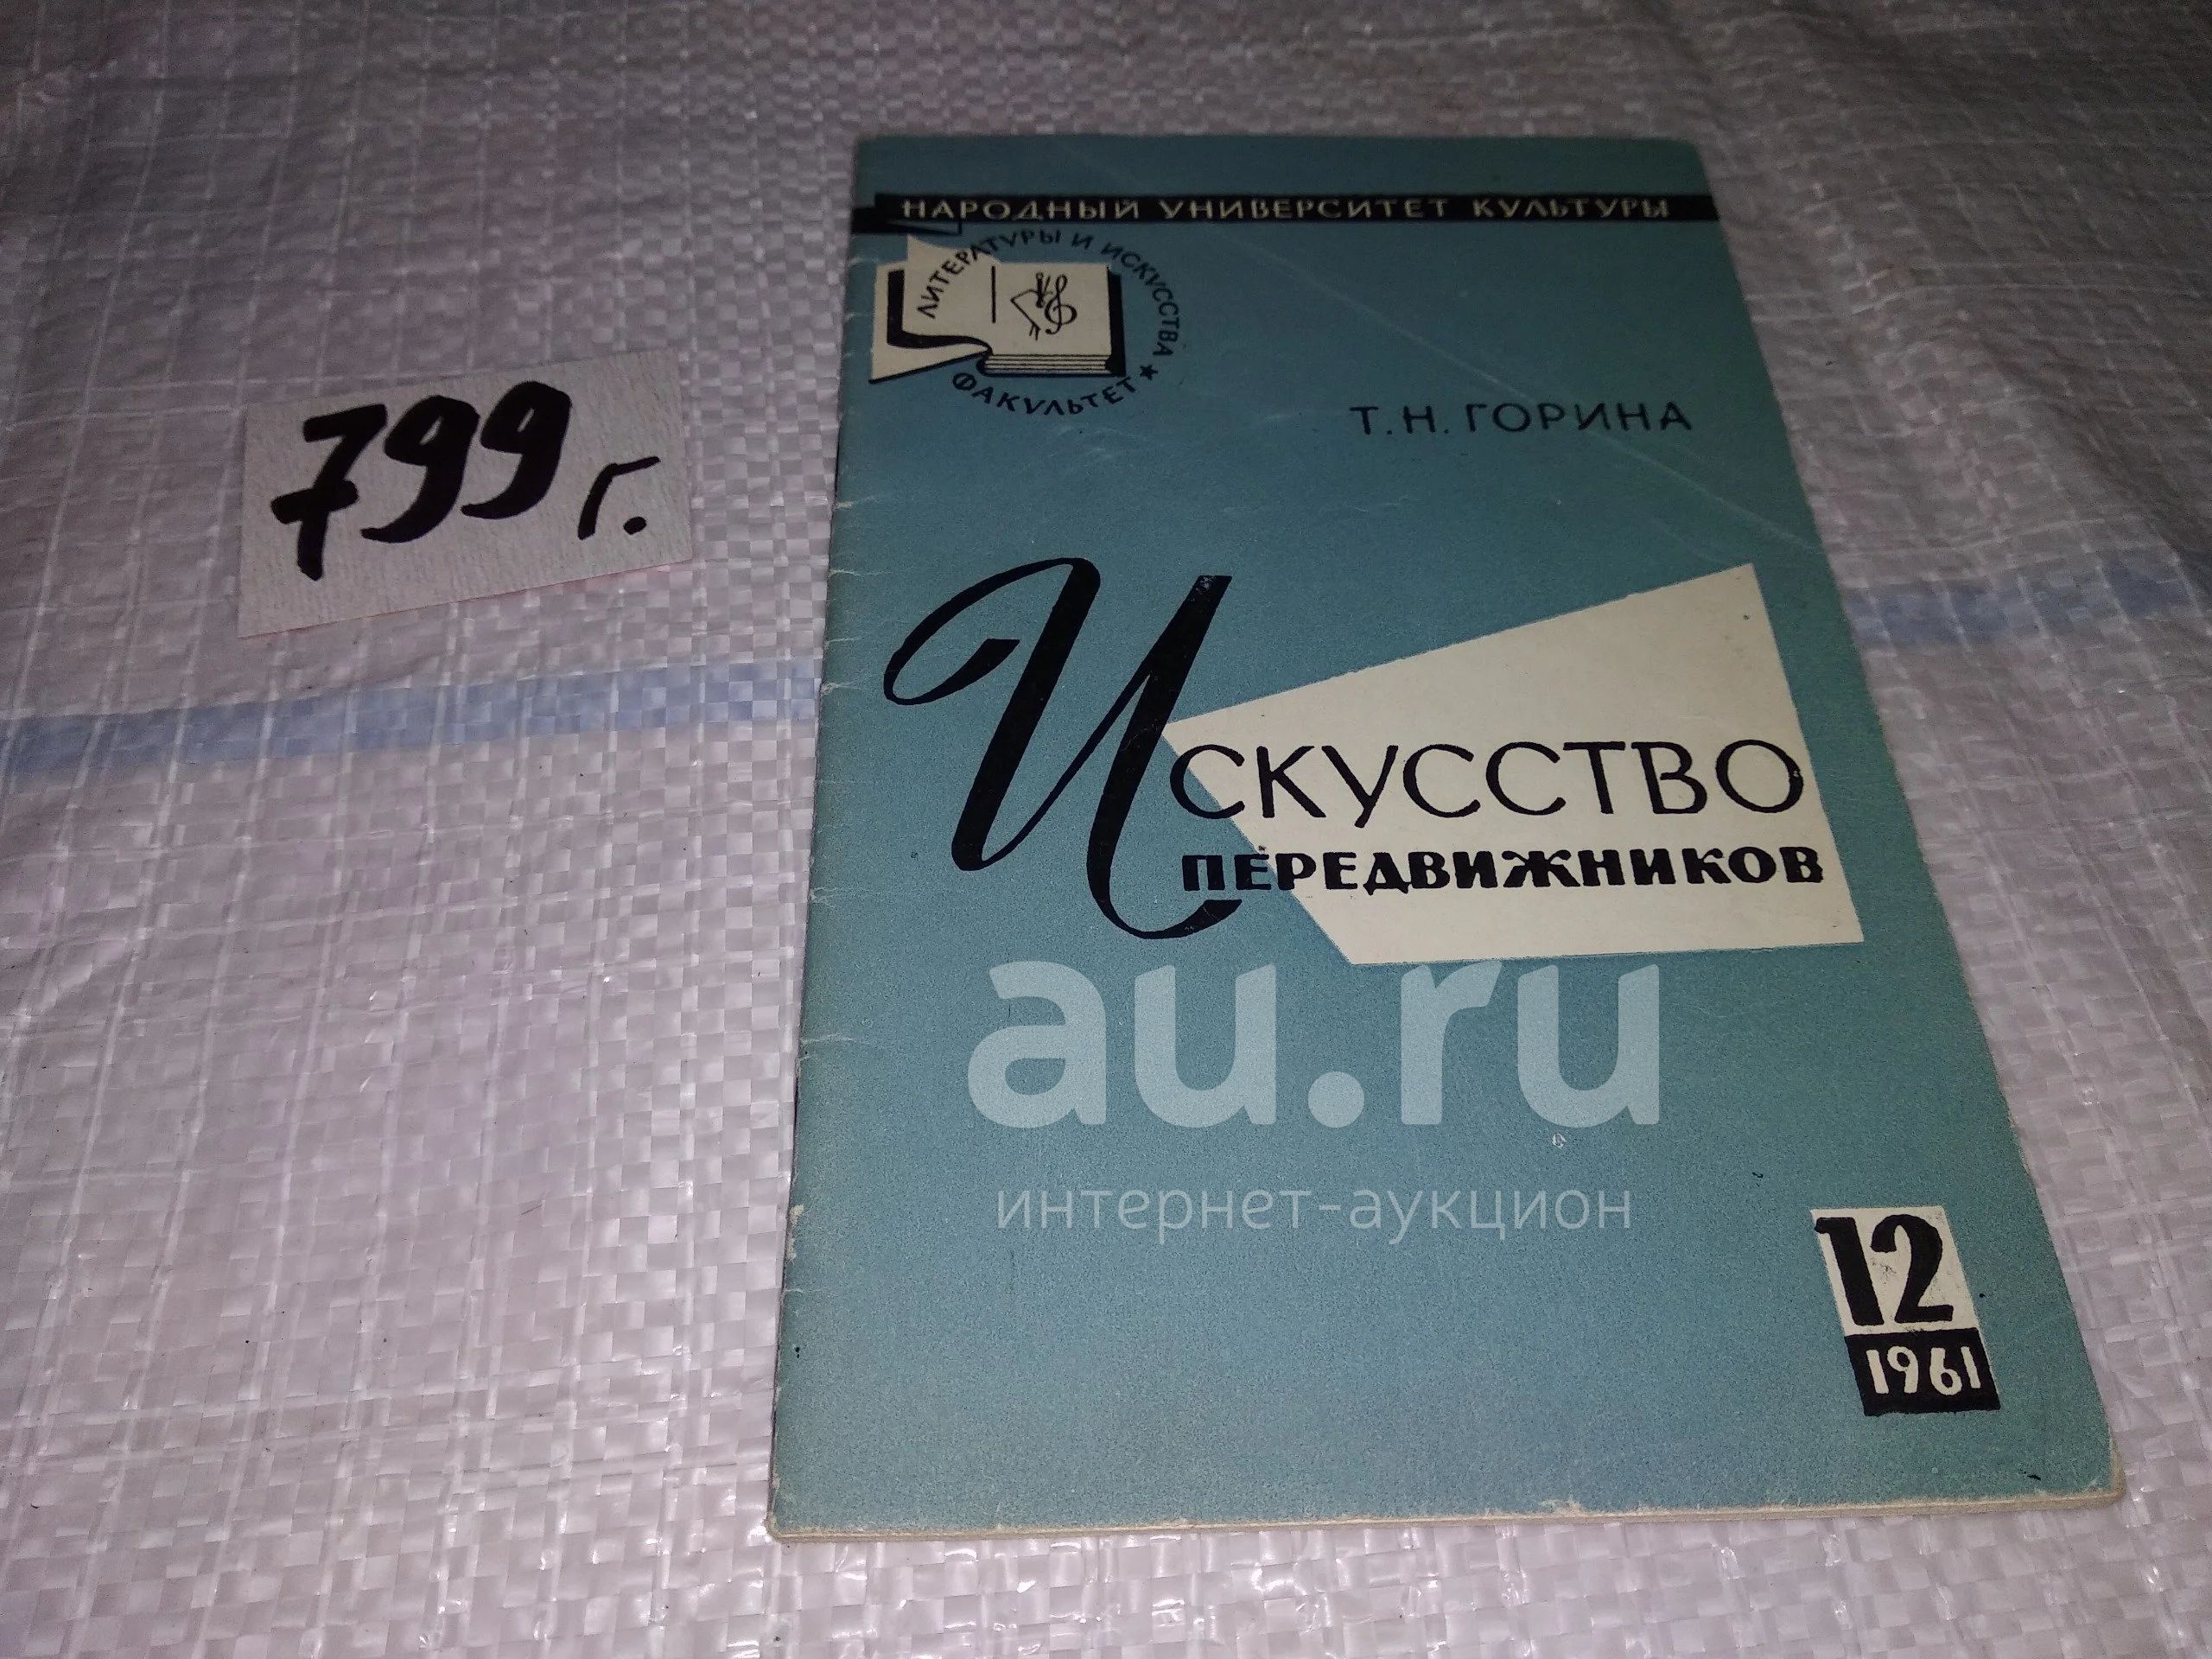 НАРОДНЫЙ УНИВЕРСИТЕТ КУЛЬТУРЫ
ЛИТЕРАТУРЫ И ИСКУССТВА
ФАКУЛЬТЕТ ★
799 г.
Т.Н. ГОРИНА
ИСКУССТВО
ПЕРЕДВИЖНИКОВ
au.ru
интернет-аукцион
12
1961